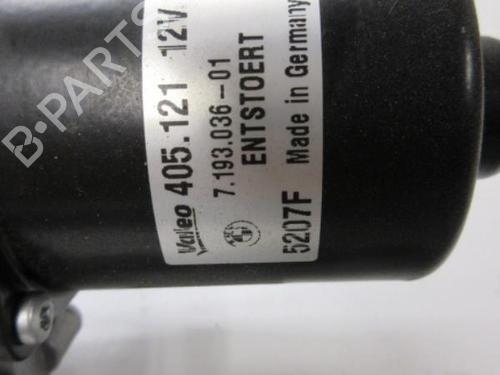 Valeo 405.121 12V
7.193.036-01
ENTSTOERT
5207F Made in Germany
B-PARTS